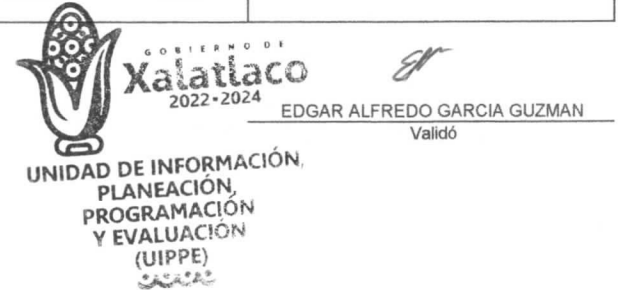 GOBIERNO DE
Xalatlaco
2022-2024
EDGAR ALFREDO GARCIA GUZMAN
Validó
UNIDAD DE INFORMACIÓN,
PLANEACIÓN,
PROGRAMACIÓN
Y EVALUACIÓN
(UIPPE)